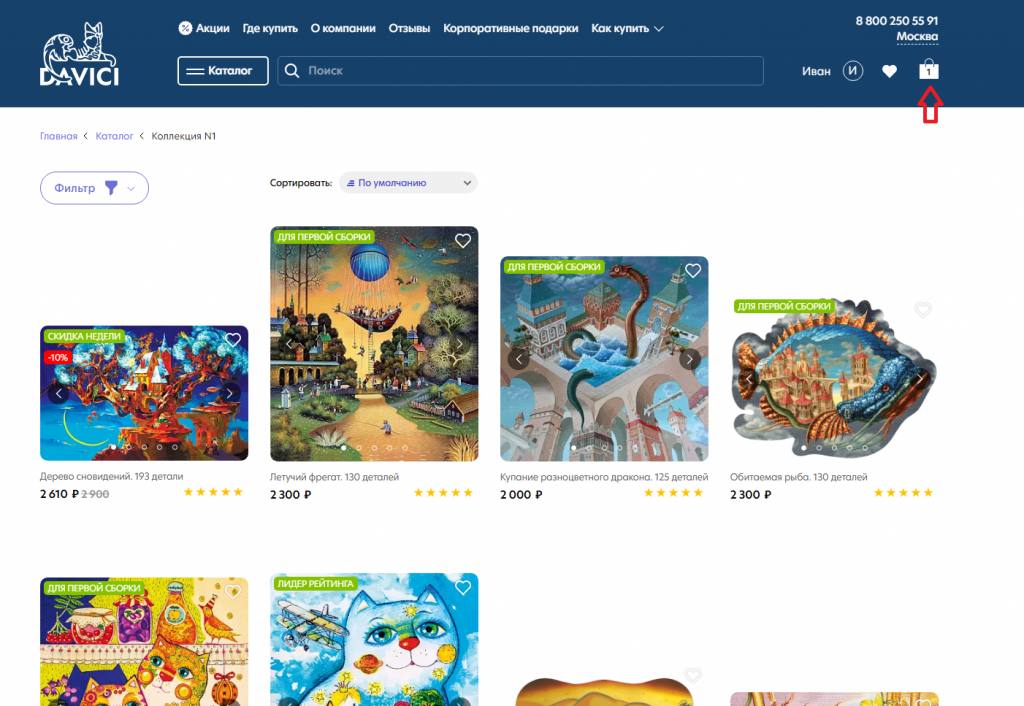 Акции Где купить О компании Отзывы Корпоративные подарки Как купить
8 800 250 55 91
Москва
DAVICI
Каталог
Поиск
Иван И 1
Главная Каталог Коллекция N1
Фильтр
Сортировать: По умолчанию
СКИДКА НЕДЕЛИ
-10%
Дерево сновидений. 193 детали
2 610 ₽ 2 900
ДЛЯ ПЕРВОЙ СБОРКИ
Летучий фрегат. 130 деталей
2 300 ₽
ДЛЯ ПЕРВОЙ СБОРКИ
Купание разноцветного дракона. 125 деталей
2 000 ₽
ДЛЯ ПЕРВОЙ СБОРКИ
Обитаемая рыба. 130 деталей
2 300 ₽
ДЛЯ ПЕРВОЙ СБОРКИ
ЛИДЕР РЕЙТИНГА